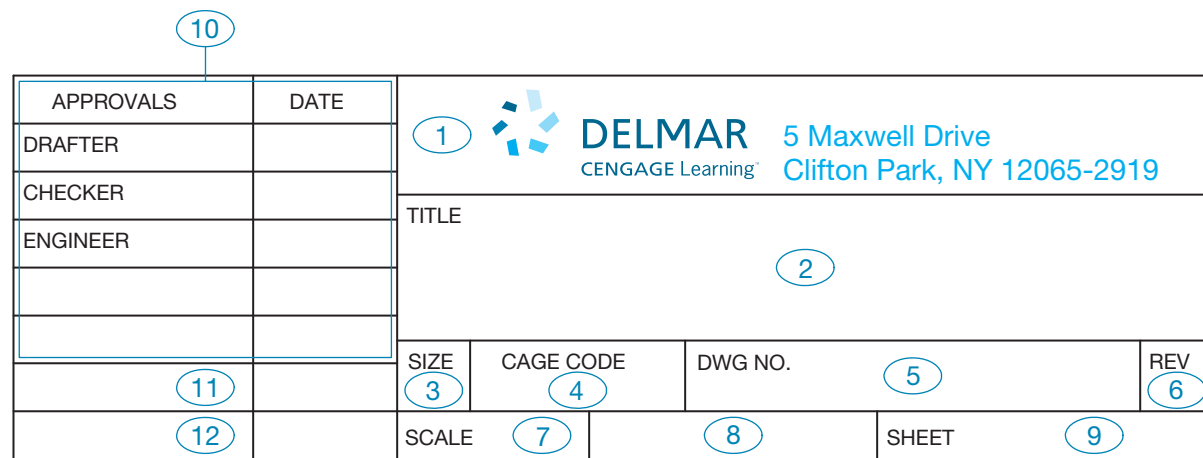 10
APPROVALS DATE
DRAFTER
CHECKER
ENGINEER
11
12
1 DELMAR
CENGAGE Learning
5 Maxwell Drive
Clifton Park, NY 12065-2919
TITLE
2
SIZE CAGE CODE DWG NO. REV
3 4 5 6
SCALE 7 8 SHEET 9